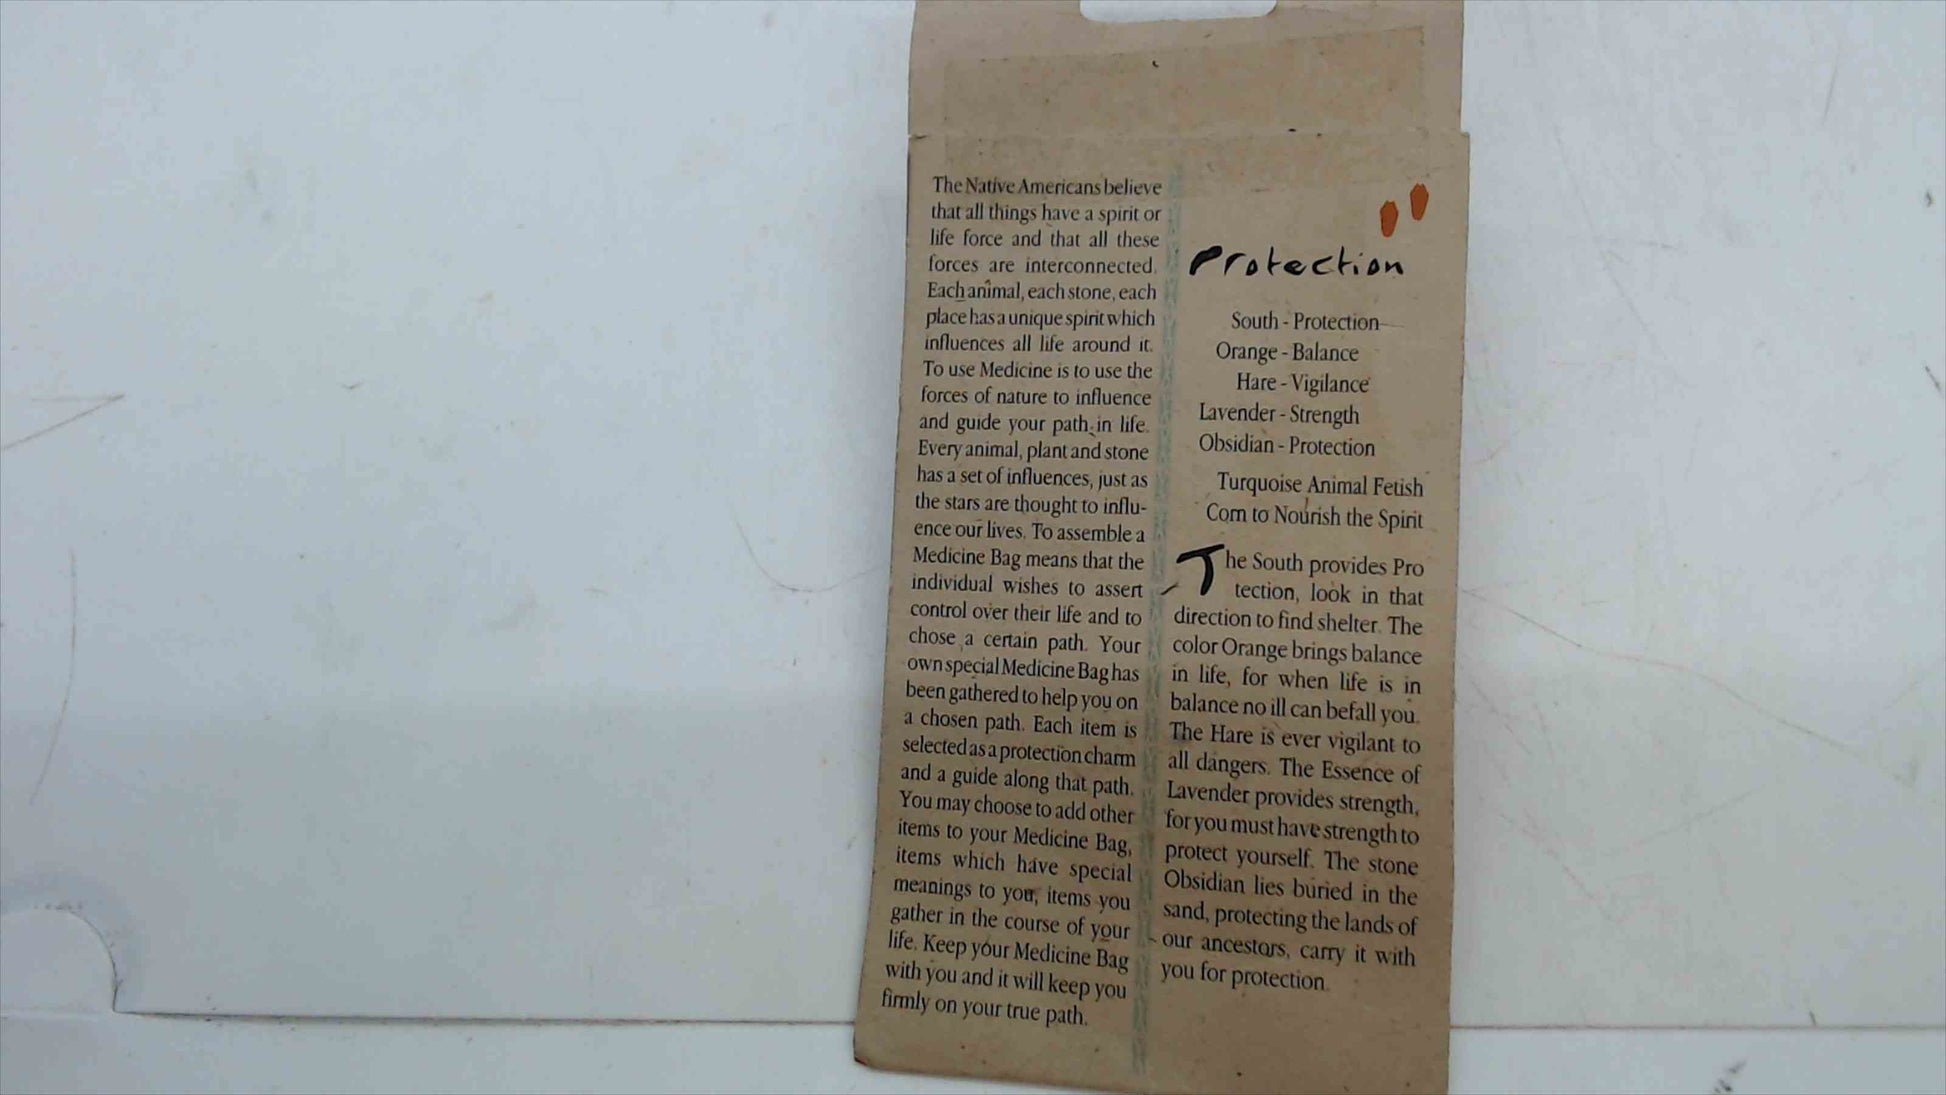 The Native Americans believe
that all things have a spirit or
life force and that all these
forces are interconnected.
Each animal, each stone, each
place has a unique spirit which
influences all life around it.
To use Medicine is to use the
forces of nature to influence
and guide your path in life.
Every animal, plant and stone
has a set of influences, just as
the stars are thought to influ-
ence our lives. To assemble a
Medicine Bag means that the
individual wishes to assert
control over their life and to
chose a certain path. Your
own special Medicine Bag has
been gathered to help you on
a chosen path. Each item is
selected as a protection charm
and a guide along that path.
You may choose to add other
items to your Medicine Bag,
items which have special
meanings to you, items you
gather in the course of your
life. Keep your Medicine Bag
with you and it will keep you
firmly on your true path.
Protection
South - Protection
Orange - Balance
Hare - Vigilance
Lavender - Strength
Obsidian - Protection
Turquoise Animal Fetish
Corn to Nourish the Spirit
The South provides Pro
tection, look in that
direction to find shelter. The
color Orange brings balance
in life, for when life is in
balance no ill can befall you.
The Hare is ever vigilant to
all dangers. The Essence of
Lavender provides strength,
for you must have strength to
protect yourself. The stone
Obsidian lies buried in the
sand, protecting the lands of
our ancestors, carry it with
you for protection.